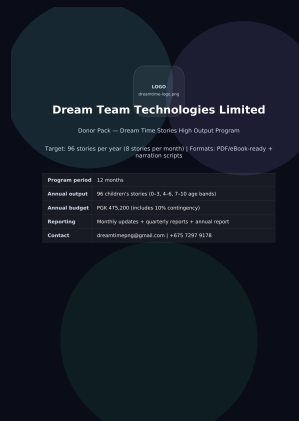 LOGO
dreamtime-logo.png
Dream Team Technologies Limited
Donor Pack — Dream Time Stories High Output Program
Target: 96 stories per year (8 stories per month) | Formats: PDF/eBook-ready +
narration scripts
Program period 12 months
Annual output 96 children's stories (0–3, 4–6, 7–10 age bands)
Annual budget PGK 475,200 (includes 10% contingency)
Reporting Monthly updates + quarterly reports + annual report
Contact dreamtimepng@gmail.com | +675 7297 9178